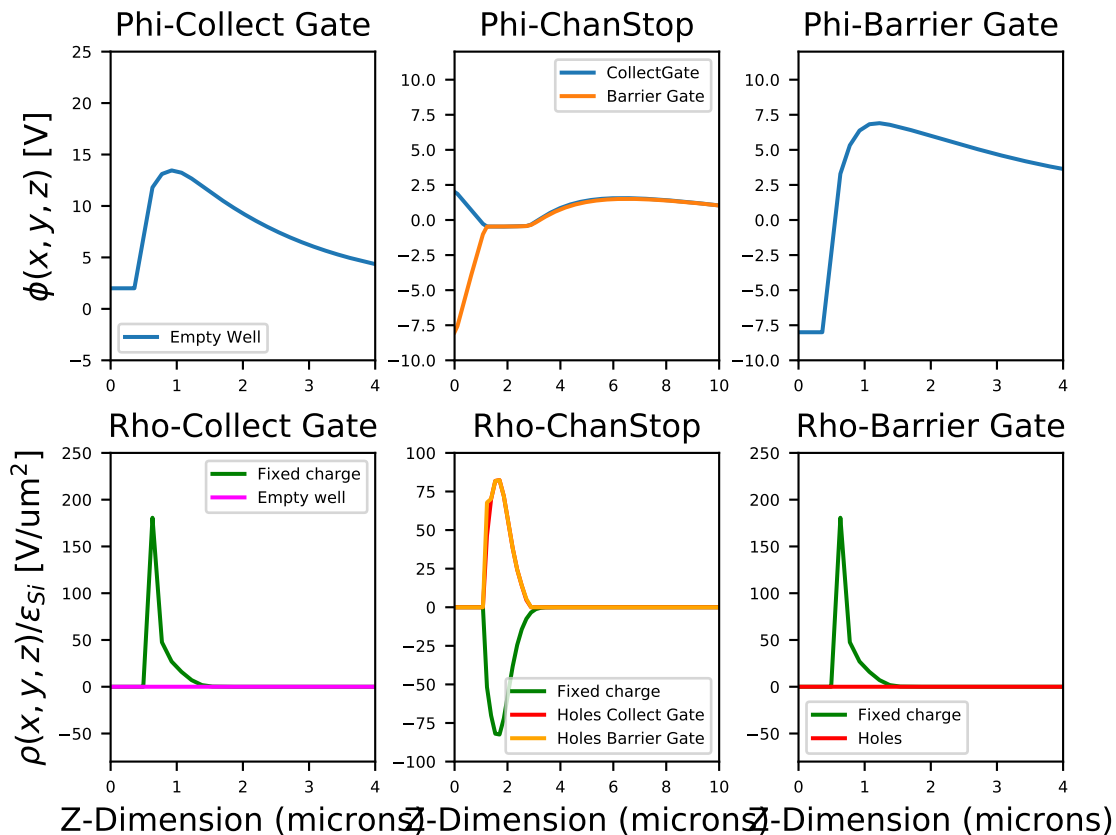 Phi-Collect Gate
Phi-ChanStop
Phi-Barrier Gate
ϕ(x, y, z) [V]
25
20
15
10
5
0
−5
0 1 2 3 4
Empty Well
10.0
7.5
5.0
2.5
0.0
−2.5
−5.0
−7.5
−10.0
0 2 4 6 8 10
CollectGate
Barrier Gate
10.0
7.5
5.0
2.5
0.0
−2.5
−5.0
−7.5
−10.0
0 1 2 3 4
Rho-Collect Gate
Rho-ChanStop
Rho-Barrier Gate
ρ(x, y, z)/ε_{Si} [V/um²]
250
200
150
100
50
0
−50
0 1 2 3 4
Fixed charge
Empty well
100
75
50
25
0
−25
−50
−75
−100
0 2 4 6 8 10
Fixed charge
Holes Collect Gate
Holes Barrier Gate
250
200
150
100
50
0
−50
0 1 2 3 4
Fixed charge
Holes
Z-Dimension (microns)
Z-Dimension (microns)
Z-Dimension (microns)